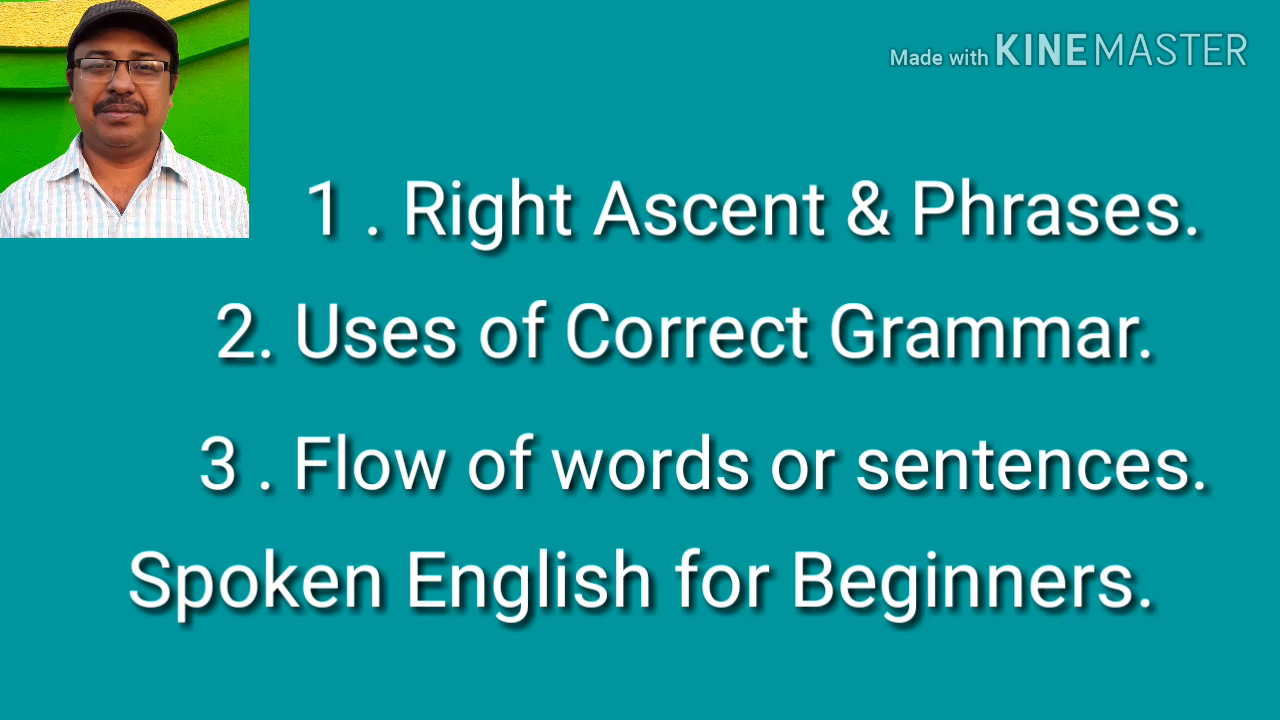 Made with KINEMASTER
1 . Right Ascent & Phrases.
2. Uses of Correct Grammar.
3 . Flow of words or sentences.
Spoken English for Beginners.